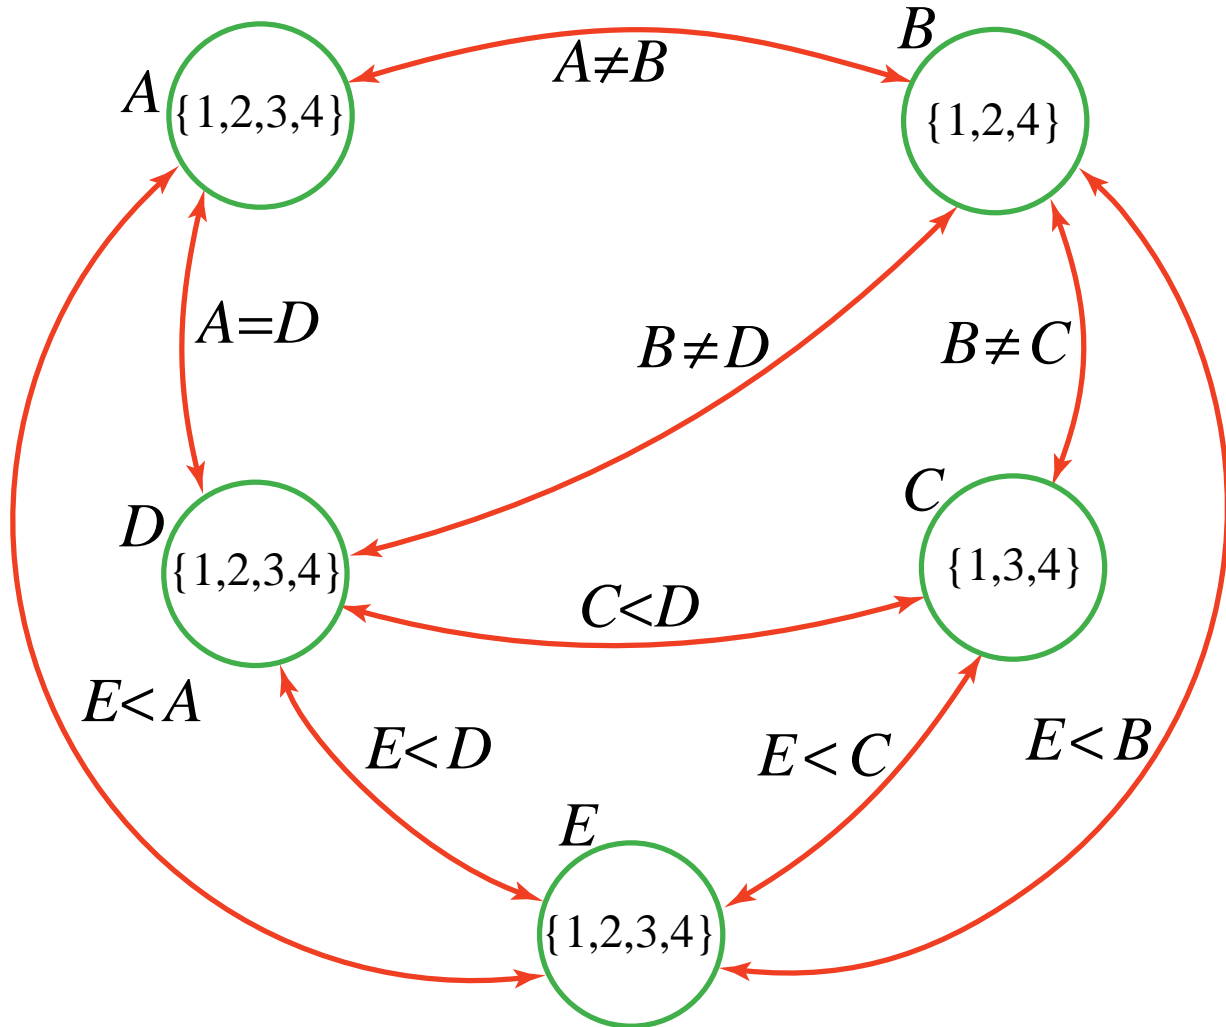 B
A≠B
A
{1,2,3,4}
{1,2,4}
A=D
B≠D
B≠C
C
D
{1,2,3,4}
{1,3,4}
C<D
E<A
E<D
E<C
E<B
E
{1,2,3,4}